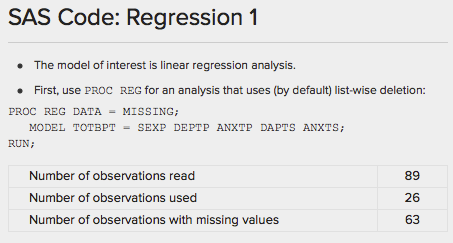 SAS Code: Regression 1
• The model of interest is linear regression analysis.
• First, use PROC REG for an analysis that uses (by default) list-wise deletion:
PROC REG DATA = MISSING;
MODEL TOTBPT = SEXP DEPTP ANXTP DAPTS ANXTS;
RUN;
Number of observations read 89
Number of observations used 26
Number of observations with missing values 63